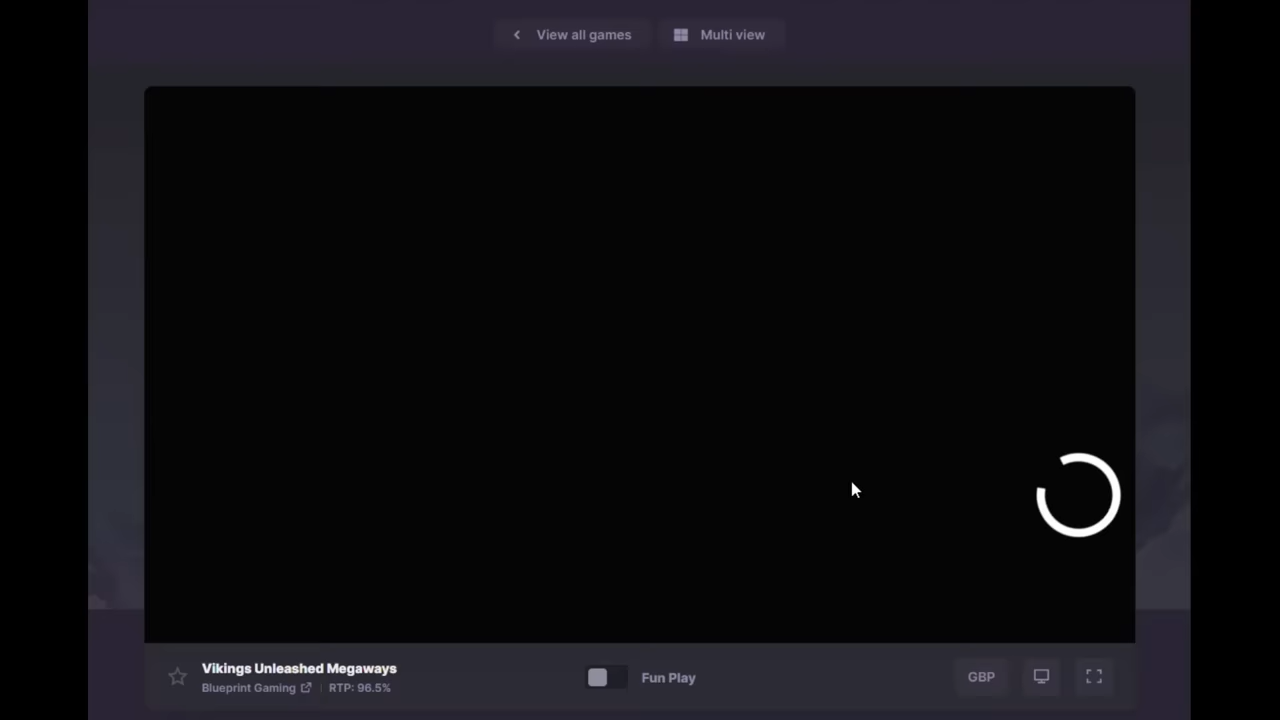 View all games
Multi view
Vikings Unleashed Megaways
Blueprint Gaming
RTP: 96.5%
Fun Play
GBP